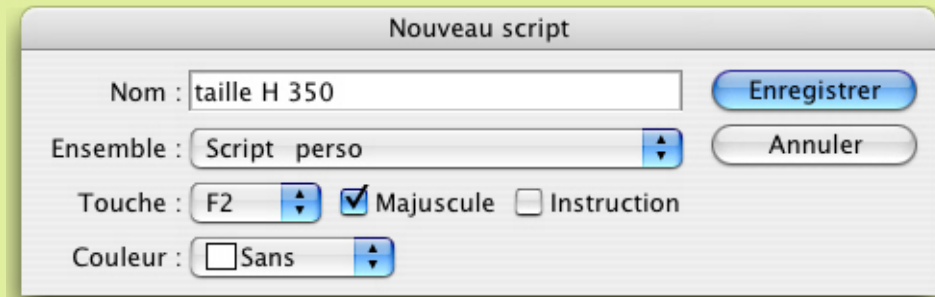 Nouveau script
Nom : taille H 350
Enregistrer
Ensemble : Script perso
Annuler
Touche : F2 Majuscule Instruction
Couleur : Sans